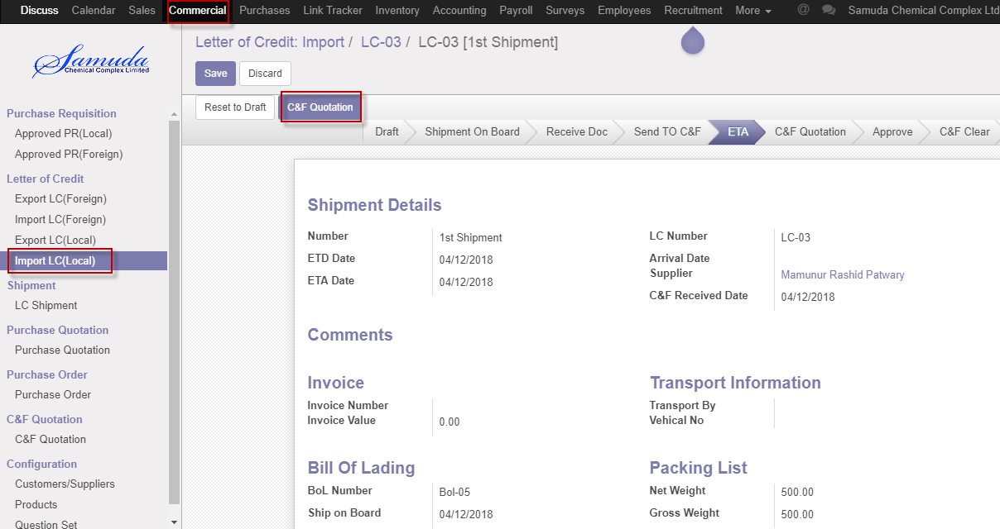 Discuss Calendar Sales Commercial Purchases Link Tracker Inventory Accounting Payroll Surveys Employees Recruitment More @ Samuda Chemical Complex Ltd
Samuda
Chemical Complex Limited
Letter of Credit: Import / LC-03 / LC-03 [1st Shipment]
Save Discard
Reset to Draft C&F Quotation
Draft Shipment On Board Receive Doc Send TO C&F ETA C&F Quotation Approve C&F Clear
Purchase Requisition
Approved PR(Local)
Approved PR(Foreign)
Letter of Credit
Export LC(Foreign)
Import LC(Foreign)
Export LC(Local)
Import LC(Local)
Shipment
LC Shipment
Purchase Quotation
Purchase Quotation
Purchase Order
Purchase Order
C&F Quotation
C&F Quotation
Configuration
Customers/Suppliers
Products
Question Set
Shipment Details
Number 1st Shipment
ETD Date 04/12/2018
ETA Date 04/12/2018
LC Number LC-03
Arrival Date
Supplier Mamunur Rashid Patwary
C&F Received Date 04/12/2018
Comments
Invoice
Invoice Number
Invoice Value 0.00
Transport Information
Transport By
Vehical No
Bill Of Lading
BoL Number Bol-05
Ship on Board 04/12/2018
Packing List
Net Weight 500.00
Gross Weight 500.00